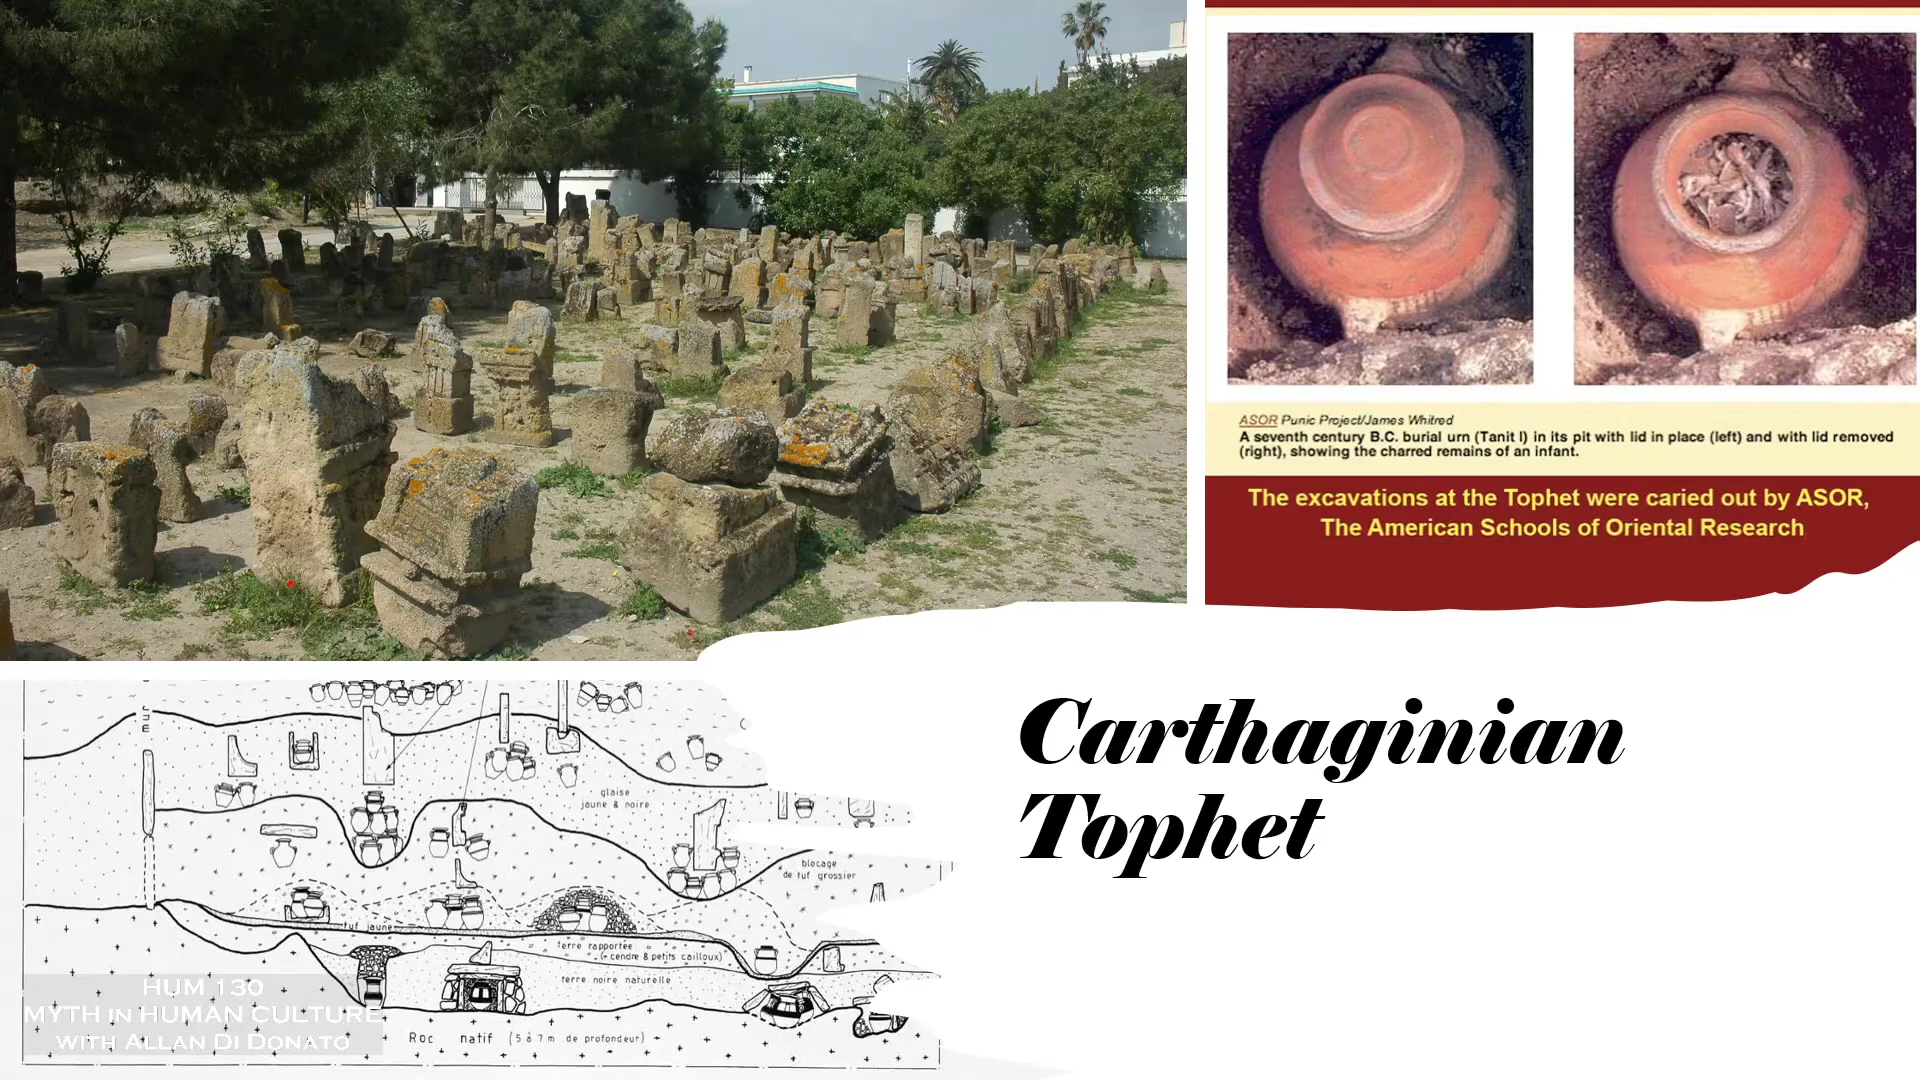 ASOR Punic Project/James Whitred
A seventh century B.C. burial urn (Tanit I) in its pit with lid in place (left) and with lid removed
(right), showing the charred remains of an infant.
The excavations at the Tophet were caried out by ASOR,
The American Schools of Oriental Research
Carthaginian
Tophet
glaise
jaune & noire
blocage
de tuf grossier
tuf jaune
terre rapportée
(+ cendre & petits cailloux)
terre noire naturelle
Roc natif (5 à 7 m de profondeur)
HUM 130
MYTH in HUMAN CULTURE
with Allan Di Donato